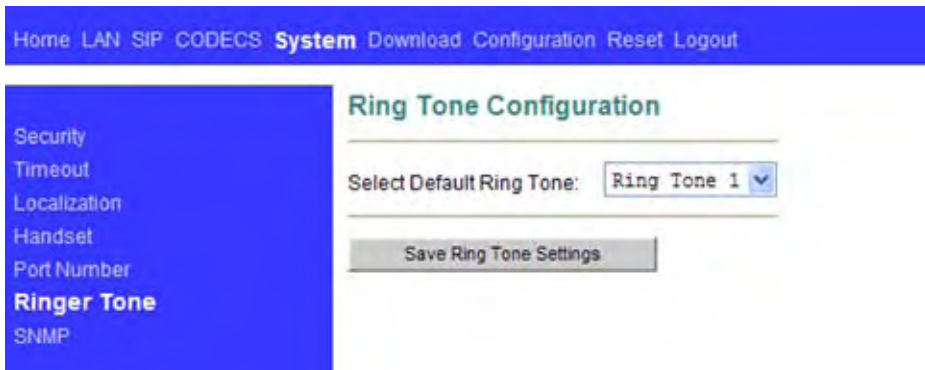 Home LAN SIP CODECS System Download Configuration Reset Logout
Security
Timeout
Localization
Handset
Port Number
Ringer Tone
SNMP
Ring Tone Configuration
Select Default Ring Tone: Ring Tone 1
Save Ring Tone Settings